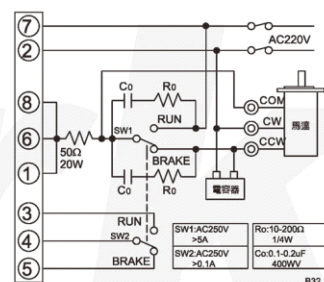 7
AC220V
2
C0
R0
COM
8
RUN
CW
馬達
SW1
6
CCW
50Ω
20W
BRAKE
1
C0
R0
電容器
3
RUN
SW1:AC250V
>5A
Ro:10-200Ω
1/4W
4
SW2
SW2:AC250V
>0.1A
Co:0.1-0.2uF
400WV
5
BRAKE
B32